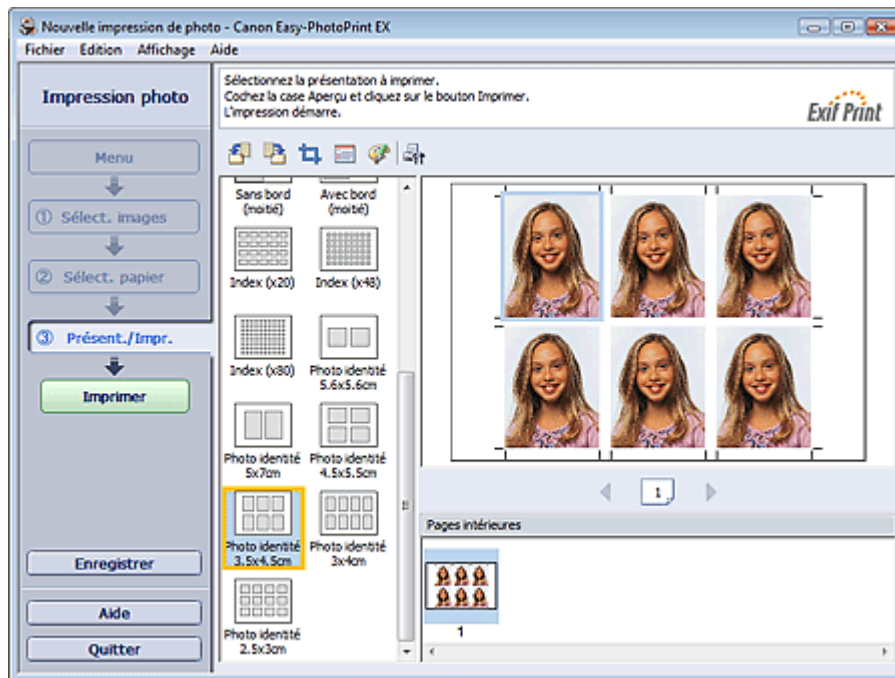 Nouvelle impression de photo - Canon Easy-PhotoPrint EX
Fichier Edition Affichage Aide
Impression photo
Sélectionnez la présentation à imprimer.
Cochez la case Aperçu et cliquez sur le bouton Imprimer.
L'impression démarre.
Exif Print
Menu
① Sélect. images
② Sélect. papier
③ Présent./Impr.
Imprimer
Enregistrer
Aide
Quitter
Sans bord
(moitié)
Avec bord
(moitié)
Index (x20)
Index (x48)
Index (x80)
Photo identité
5.6x5.6cm
Photo identité
5x7cm
Photo identité
4.5x5.5cm
Photo identité
3.5x4.5cm
Photo identité
3x4cm
Photo identité
2.5x3cm
1
Pages intérieures
1